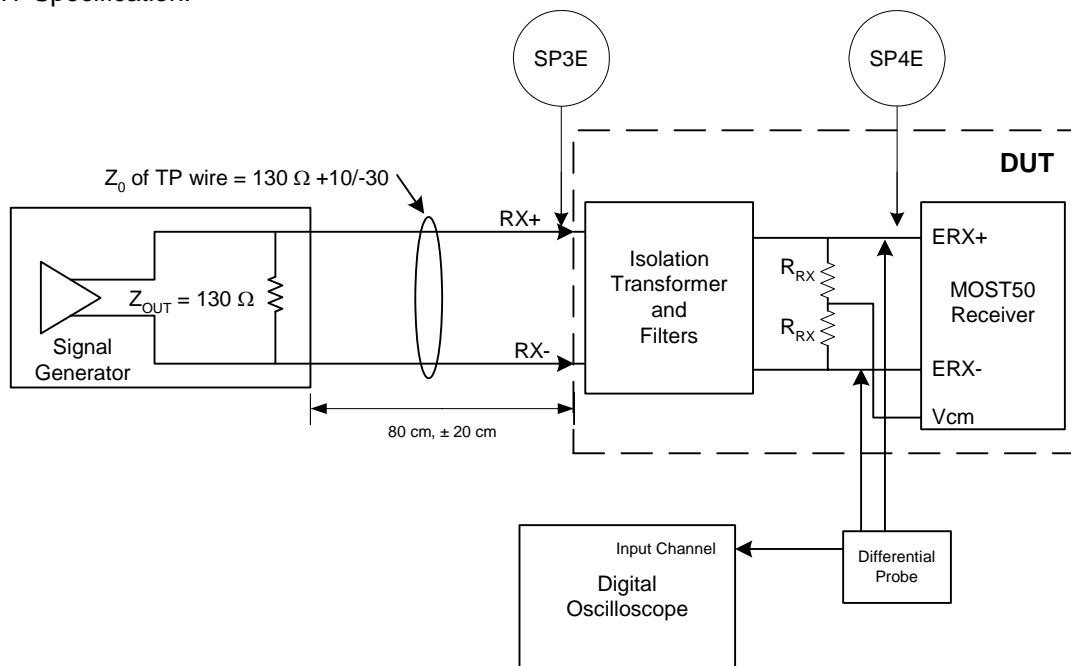 Specification.
SP3E
SP4E
DUT
Z0 of TP wire = 130 Ω +10/-30
RX+
ERX+
Isolation
Transformer
and
Filters
RRX
MOST50
Receiver
ZOUT = 130 Ω
RRX
Signal
Generator
RX-
ERX-
Vcm
80 cm, ± 20 cm
Input Channel
Differential
Probe
Digital
Oscilloscope